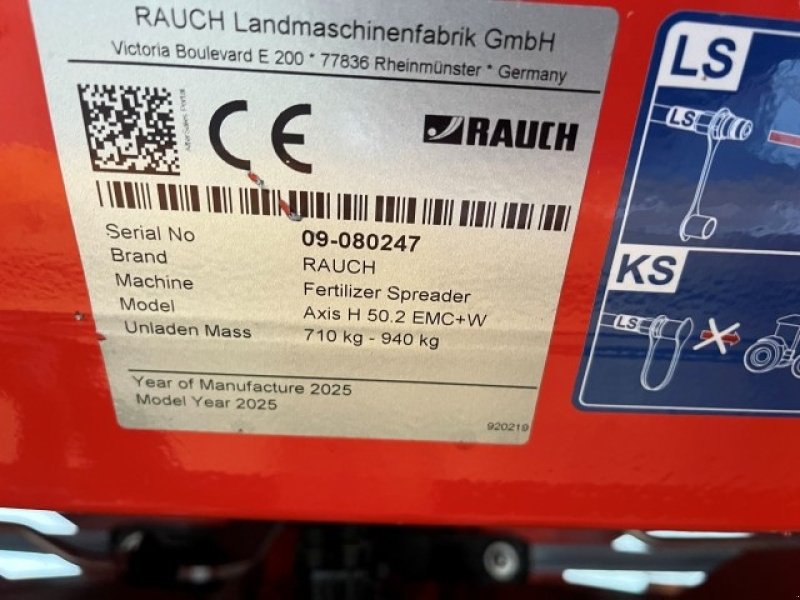 RAUCH Landmaschinenfabrik GmbH
Victoria Boulevard E 200 * 77836 Rheinmünster * Germany
AfterSales Portal
CE
RAUCH
Serial No 09-080247
Brand RAUCH
Machine Fertilizer Spreader
Model Axis H 50.2 EMC+W
Unladen Mass 710 kg - 940 kg
Year of Manufacture 2025
Model Year 2025
920219
LS
LS
KS
LS